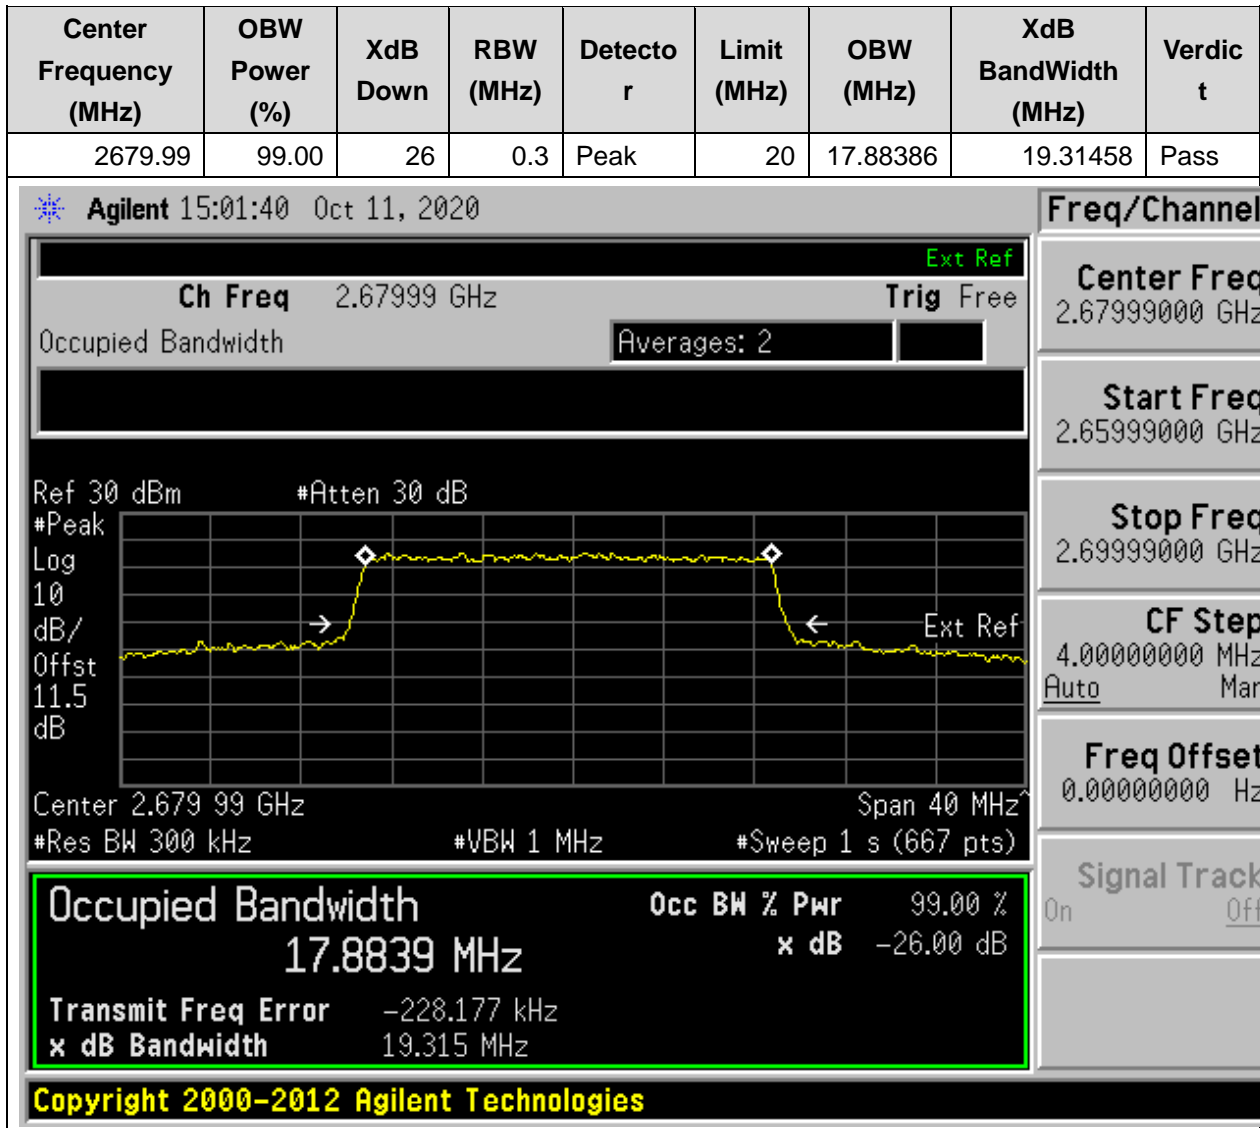 Center Frequency (MHz) OBW Power (%) XdB Down RBW (MHz) Detecto r Limit (MHz) OBW (MHz) XdB BandWidth (MHz) Verdic t
2679.99 99.00 26 0.3 Peak 20 17.88386 19.31458 Pass
Agilent 15:01:40 Oct 11, 2020
Ext Ref
Ch Freq 2.67999 GHz Trig Free
Occupied Bandwidth Averages: 2
Ref 30 dBm #Atten 30 dB
#Peak
Log
10
dB/
Offst
11.5
dB
Ext Ref
Center 2.679 99 GHz Span 40 MHz^
#Res BW 300 kHz #VBW 1 MHz #Sweep 1 s (667 pts)
Occupied Bandwidth Occ BW % Pwr 99.00 %
17.8839 MHz x dB -26.00 dB
Transmit Freq Error -228.177 kHz
x dB Bandwidth 19.315 MHz
Copyright 2000-2012 Agilent Technologies
Freq/Channel
Center Freq
2.67999000 GHz
Start Freq
2.65999000 GHz
Stop Freq
2.69999000 GHz
CF Step
4.00000000 MHz
Auto Man
Freq Offset
0.00000000 Hz
Signal Track
On Off